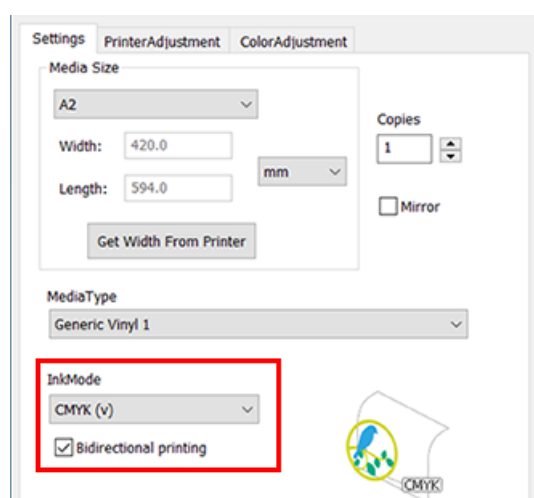 Settings PrinterAdjustment ColorAdjustment
Media Size
A2
Copies
Width: 420.0
1
mm
Length: 594.0
Mirror
Get Width From Printer
MediaType
Generic Vinyl 1
InkMode
CMYK (v)
Bidirectional printing
CMYK